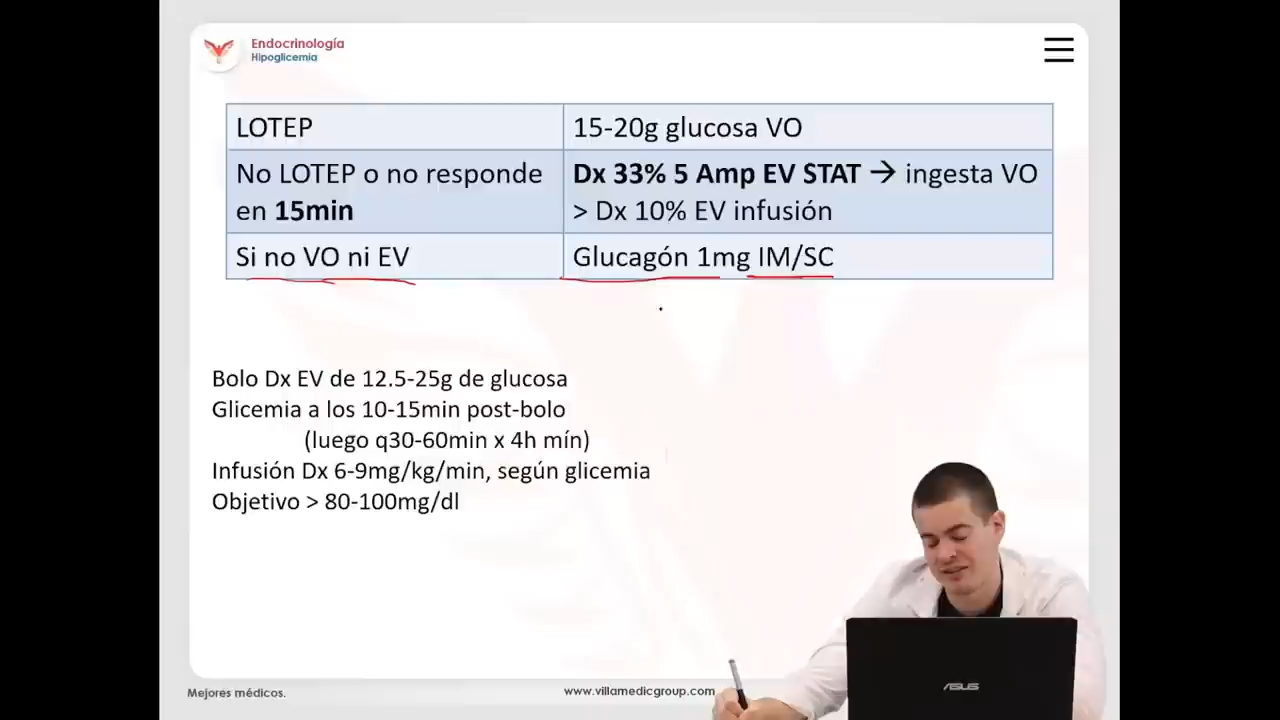 Endocrinología
Hipoglicemia
LOTEP
15-20g glucosa VO
No LOTEP o no responde
en 15min
Dx 33% 5 Amp EV STAT → ingesta VO
> Dx 10% EV infusión
Si no VO ni EV
Glucagón 1mg IM/SC
Bolo Dx EV de 12.5-25g de glucosa
Glicemia a los 10-15min post-bolo
(luego q30-60min x 4h mín)
Infusión Dx 6-9mg/kg/min, según glicemia
Objetivo > 80-100mg/dl
ASUS
Mejores médicos.
www.villamedicgroup.com